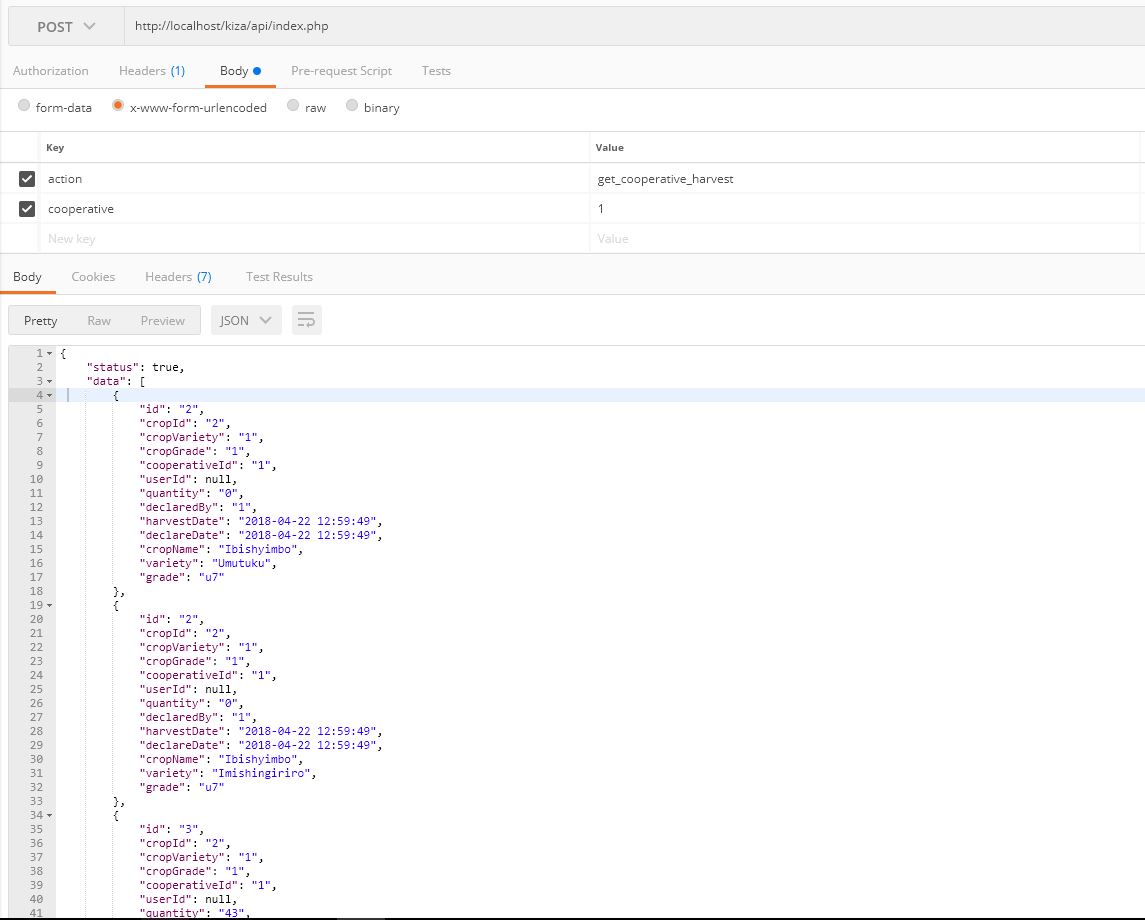 POST http://localhost/kiza/api/index.php
Authorization Headers (1) Body Pre-request Script Tests
form-data x-www-form-urlencoded raw binary
Key Value
action get_cooperative_harvest
cooperative 1
New key Value
Body Cookies Headers (7) Test Results
Pretty Raw Preview JSON
1 {
2 "status": true,
3 "data": [
4 {
5 "id": "2",
6 "cropId": "2",
7 "cropVariety": "1",
8 "cropGrade": "1",
9 "cooperativeId": "1",
10 "userId": null,
11 "quantity": "0",
12 "declaredBy": "1",
13 "harvestDate": "2018-04-22 12:59:49",
14 "declareDate": "2018-04-22 12:59:49",
15 "cropName": "Ibishyimbo",
16 "variety": "Umutuku",
17 "grade": "u7"
18 },
19 {
20 "id": "2",
21 "cropId": "2",
22 "cropVariety": "1",
23 "cropGrade": "1",
24 "cooperativeId": "1",
25 "userId": null,
26 "quantity": "0",
27 "declaredBy": "1",
28 "harvestDate": "2018-04-22 12:59:49",
29 "declareDate": "2018-04-22 12:59:49",
30 "cropName": "Ibishyimbo",
31 "variety": "Imishingiriro",
32 "grade": "u7"
33 },
34 {
35 "id": "3",
36 "cropId": "2",
37 "cropVariety": "1",
38 "cropGrade": "1",
39 "cooperativeId": "1",
40 "userId": null,
41 "quantity": "43",